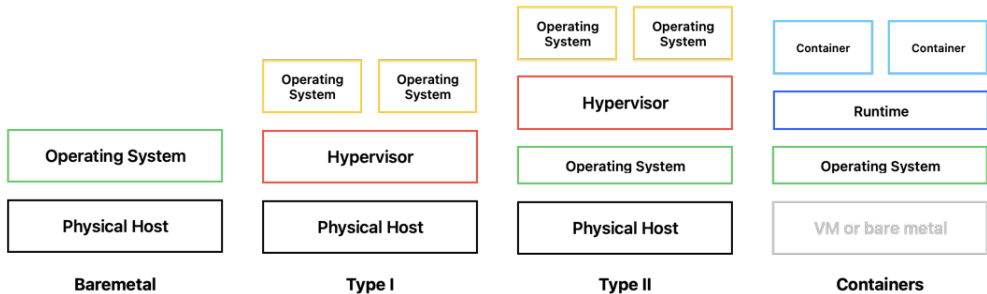 Operating System
Physical Host
Baremetal
Operating
System
Operating
System
Hypervisor
Physical Host
Type I
Operating
System
Operating
System
Hypervisor
Operating System
Physical Host
Type II
Container
Container
Runtime
Operating System
VM or bare metal
Containers